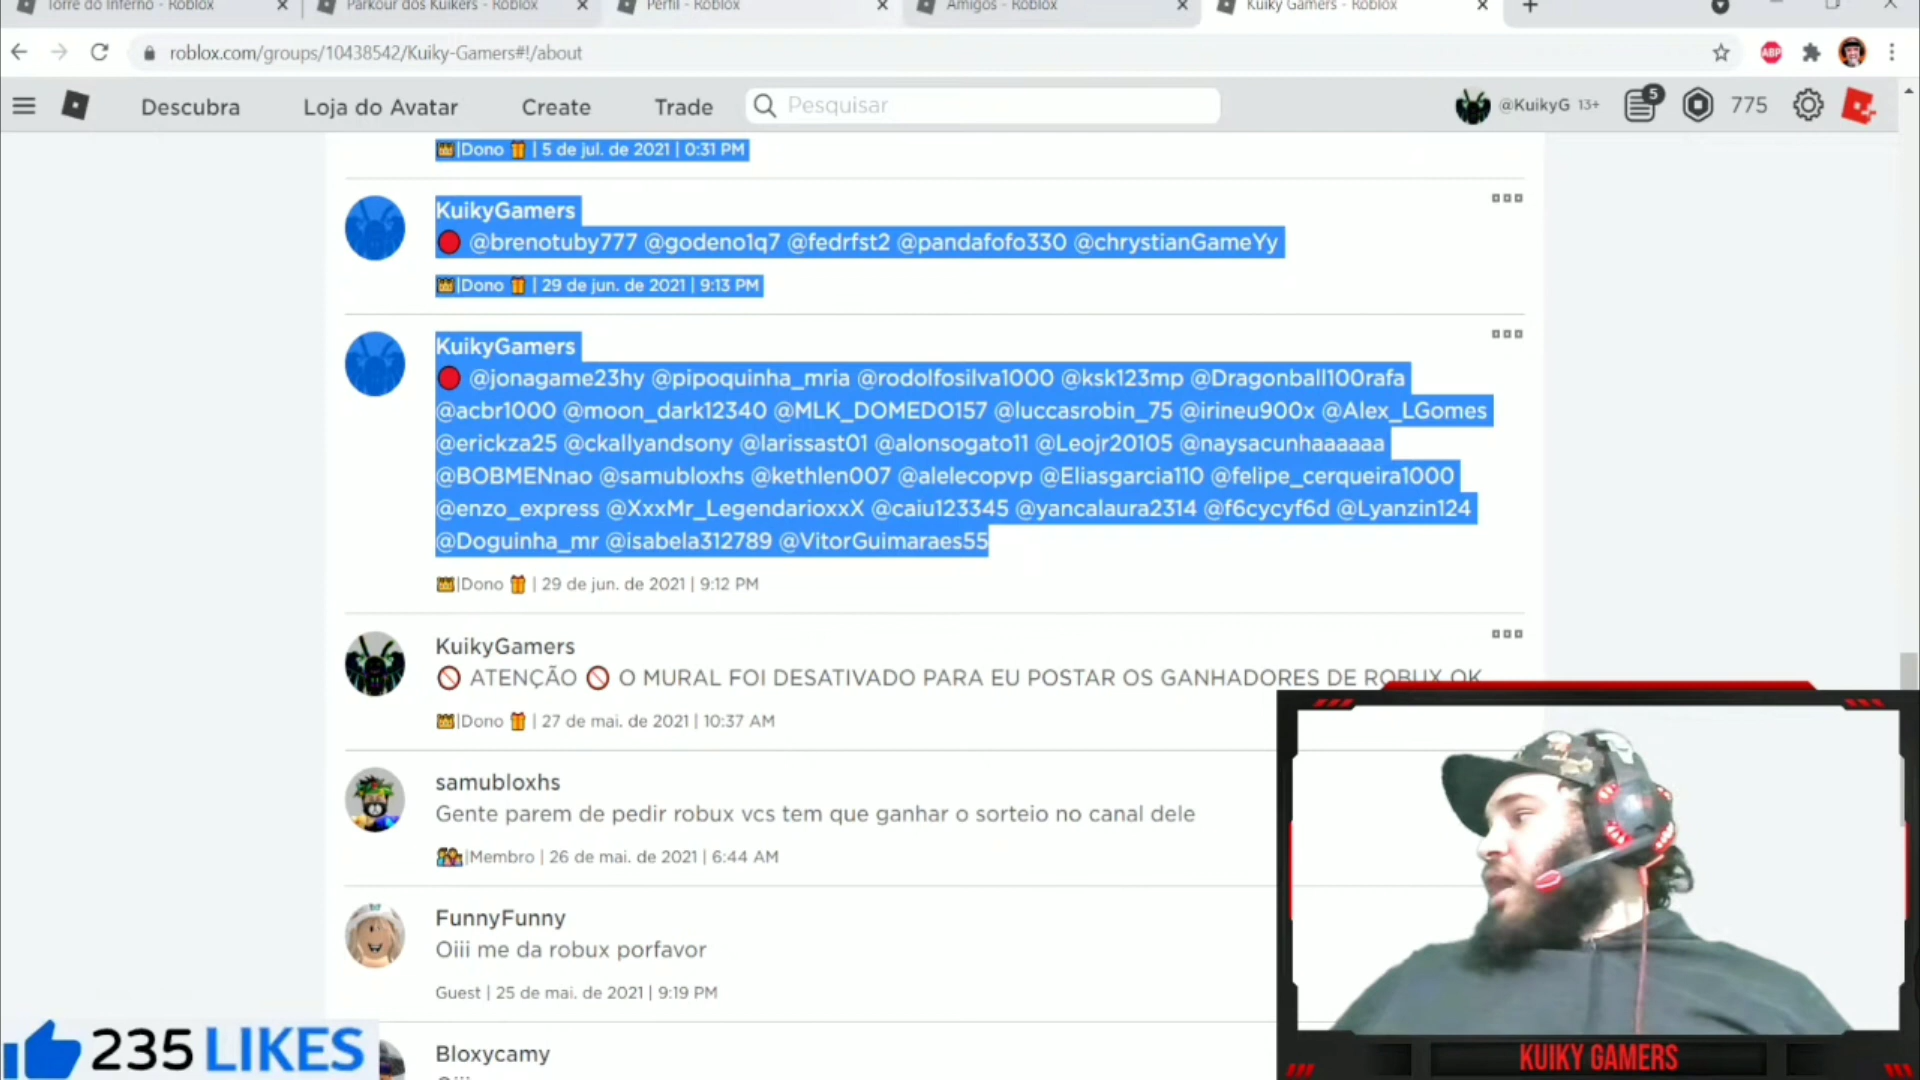 Torre do Inferno - Roblox
Parkour dos Kuikers - Roblox
Perfil - Roblox
Amigos - Roblox
Kuiky Gamers - Roblox
roblox.com/groups/10438542/Kuiky-Gamers#!/about
ABP
Descubra
Loja do Avatar
Create
Trade
Pesquisar
@KuikyG 13+
5
775
|Dono | 5 de jul. de 2021 | 0:31 PM
KuikyGamers
@brenotuby777 @godeno1q7 @fedrfst2 @pandafofo330 @chrystianGameYy
|Dono | 29 de jun. de 2021 | 9:13 PM
KuikyGamers
@jonagame23hy @pipoquinha_mria @rodolfosilva1000 @ksk123mp @Dragonball100rafa
@acbr1000 @moon_dark12340 @MLK_DOMEDO157 @luccasrobin_75 @irineu900x @Alex_LGomes
@erickza25 @ckallyandsony @larissast01 @alonsogato11 @Leojr20105 @naysacunhaaaaaa
@BOBMENnao @samubloxhs @kethlen007 @alelecopvp @Eliasgarcia110 @felipe_cerqueira1000
@enzo_express @XxxMr_LegendarioxxX @caiu123345 @yancalaura2314 @f6cycyf6d @Lyanzin124
@Doguinha_mr @isabela312789 @VitorGuimaraes55
|Dono | 29 de jun. de 2021 | 9:12 PM
KuikyGamers
🚫 ATENÇÃO 🚫 O MURAL FOI DESATIVADO PARA EU POSTAR OS GANHADORES DE ROBUX OK
|Dono | 27 de mai. de 2021 | 10:37 AM
samubloxhs
Gente parem de pedir robux vcs tem que ganhar o sorteio no canal dele
|Membro | 26 de mai. de 2021 | 6:44 AM
FunnyFunny
Oiii me da robux porfavor
Guest | 25 de mai. de 2021 | 9:19 PM
Bloxycamy
235 LIKES
KUIKY GAMERS